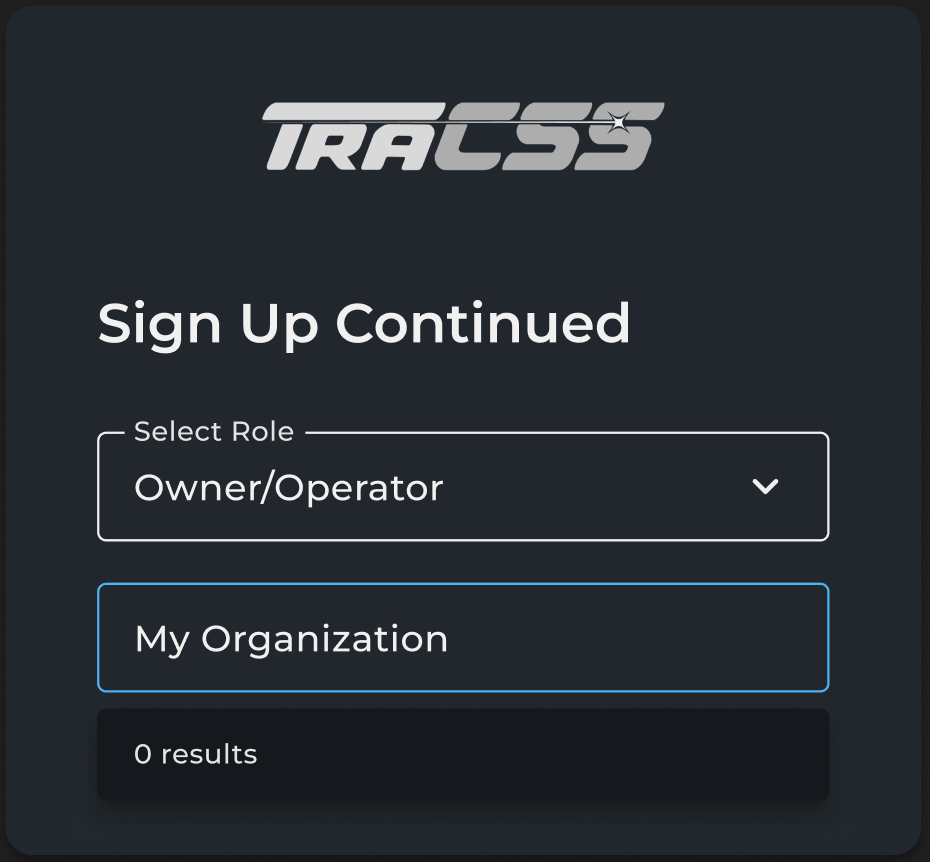 TRACSS
Sign Up Continued
Select Role
Owner/Operator
My Organization
0 results